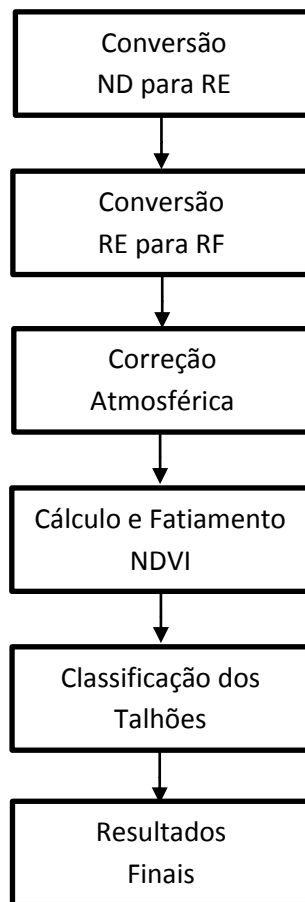 Conversão
ND para RE
Conversão
RE para RF
Correção
Atmosférica
Cálculo e Fatiamento
NDVI
Classificação dos
Talhões
Resultados
Finais